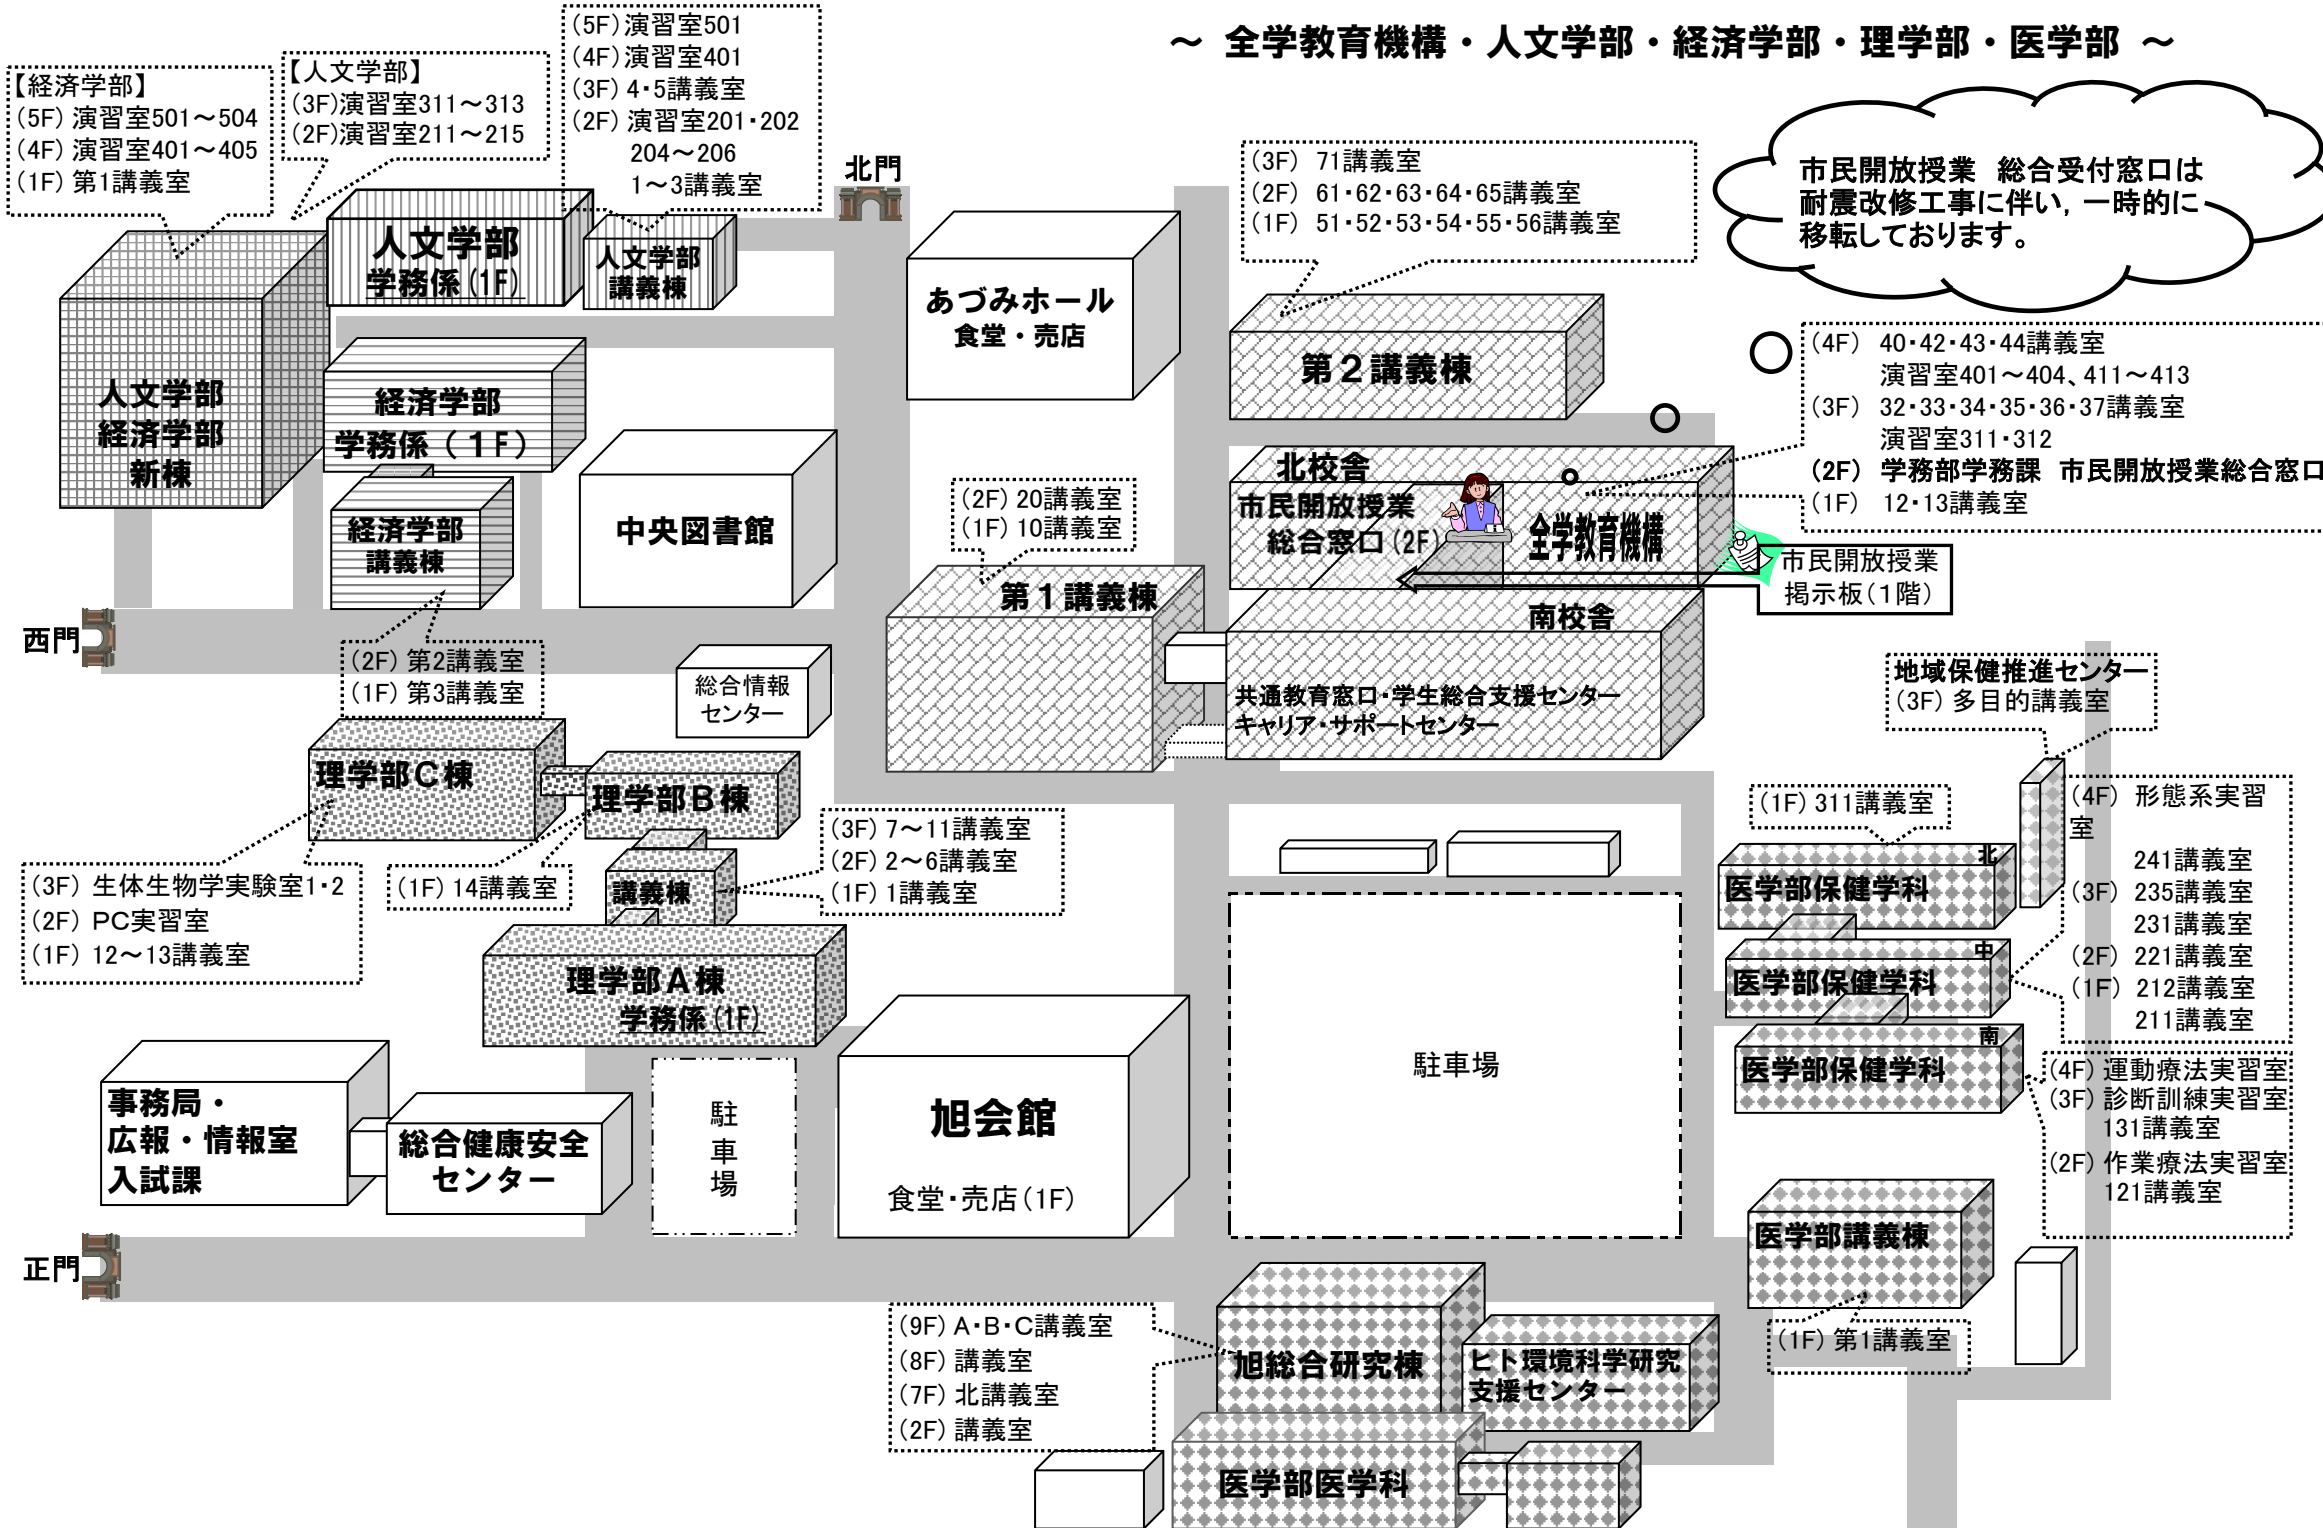 ～ 全学教育機構・人文学部・経済学部・理学部・医学部 ～
【経済学部】
(5F) 演習室501～504
(4F) 演習室401～405
(1F) 第1講義室
【人文学部】
(3F)演習室311～313
(2F)演習室211～215
(5F)演習室501
(4F)演習室401
(3F) 4・5講義室
(2F) 演習室201・202
204～206
1～3講義室
北門
(3F) 71講義室
(2F) 61・62・63・64・65講義室
(1F) 51・52・53・54・55・56講義室
市民開放授業 総合受付窓口は
耐震改修工事に伴い，一時的に
移転しております。
人文学部
学務係(1F)
人文学部
講義棟
あづみホール
食堂・売店
第２講義棟
(4F) 40・42・43・44講義室
演習室401～404、411～413
(3F) 32・33・34・35・36・37講義室
演習室311・312
(2F) 学務部学務課 市民開放授業総合窓口
(1F) 12・13講義室
人文学部
経済学部
新棟
経済学部
学務係（１F）
経済学部
講義棟
中央図書館
(2F) 20講義室
(1F) 10講義室
北校舎
市民開放授業
総合窓口(2F)
全学教育機構
市民開放授業
掲示板(1階)
第１講義棟
南校舎
共通教育窓口・学生総合支援センター
キャリア・サポートセンター
西門
(2F) 第2講義室
(1F) 第3講義室
総合情報
センター
地域保健推進センター
(3F) 多目的講義室
理学部Ｃ棟
理学部Ｂ棟
(3F) 7～11講義室
(2F) 2～6講義室
(1F) 1講義室
(1F) 311講義室
(4F) 形態系実習
室
241講義室
(3F) 235講義室
231講義室
(2F) 221講義室
(1F) 212講義室
211講義室
(3F) 生体生物学実験室1・2
(2F) PC実習室
(1F) 12～13講義室
(1F) 14講義室
講義棟
北
医学部保健学科
中
医学部保健学科
南
医学部保健学科
理学部Ａ棟
学務係(1F)
(4F) 運動療法実習室
(3F) 診断訓練実習室
131講義室
(2F) 作業療法実習室
121講義室
事務局・
広報・情報室
入試課
総合健康安全
センター
駐
車
場
旭会館
食堂・売店(1F)
駐車場
医学部講義棟
(1F) 第1講義室
正門
(9F) A・B・C講義室
(8F) 講義室
(7F) 北講義室
(2F) 講義室
旭総合研究棟
ヒト環境科学研究
支援センター
医学部医学科